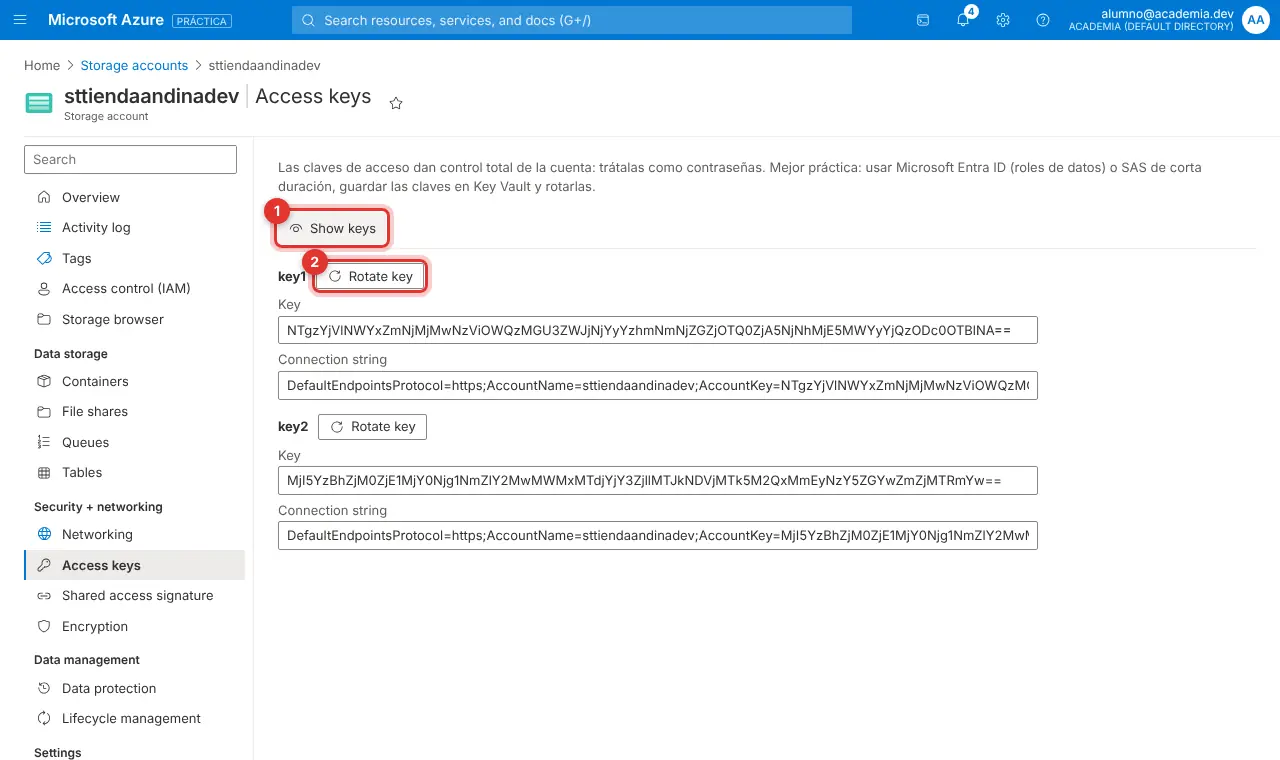 Microsoft Azure PRÁCTICA
Search resources, services, and docs (G+/)
4
alumno@academia.dev
ACADEMIA (DEFAULT DIRECTORY)
AA
Home > Storage accounts > sttiendaandinadev
sttiendaandinadev | Access keys
Storage account
Search
Overview
Activity log
Tags
Access control (IAM)
Storage browser
Data storage
Containers
File shares
Queues
Tables
Security + networking
Networking
Access keys
Shared access signature
Encryption
Data management
Data protection
Lifecycle management
Settings
Las claves de acceso dan control total de la cuenta: trátalas como contraseñas. Mejor práctica: usar Microsoft Entra ID (roles de datos) o SAS de corta
duración, guardar las claves en Key Vault y rotarlas.
1
Show keys
2
key1 Rotate key
Key
NTgzYjVlNWYxZmNjMjMwNzViOWQzMGU3ZWJjNjYyYzhmNmNjZGZjOTQ0ZjA5NjNhMjE5MWYyYjQzODc0OTBlNA==
Connection string
DefaultEndpointsProtocol=https;AccountName=sttiendaandinadev;AccountKey=NTgzYjVlNWYxZmNjMjMwNzViOWQzM
key2 Rotate key
Key
MjI5YzBhZjM0ZjE1MjY0Njg1NmZlY2MwMWMxMTdjYjY3ZjllMTJkNDVjMTk5M2QxMmEyNzY5ZGYwZmZjMTRmYw==
Connection string
DefaultEndpointsProtocol=https;AccountName=sttiendaandinadev;AccountKey=MjI5YzBhZjM0ZjE1MjY0Njg1NmZlY2Mw